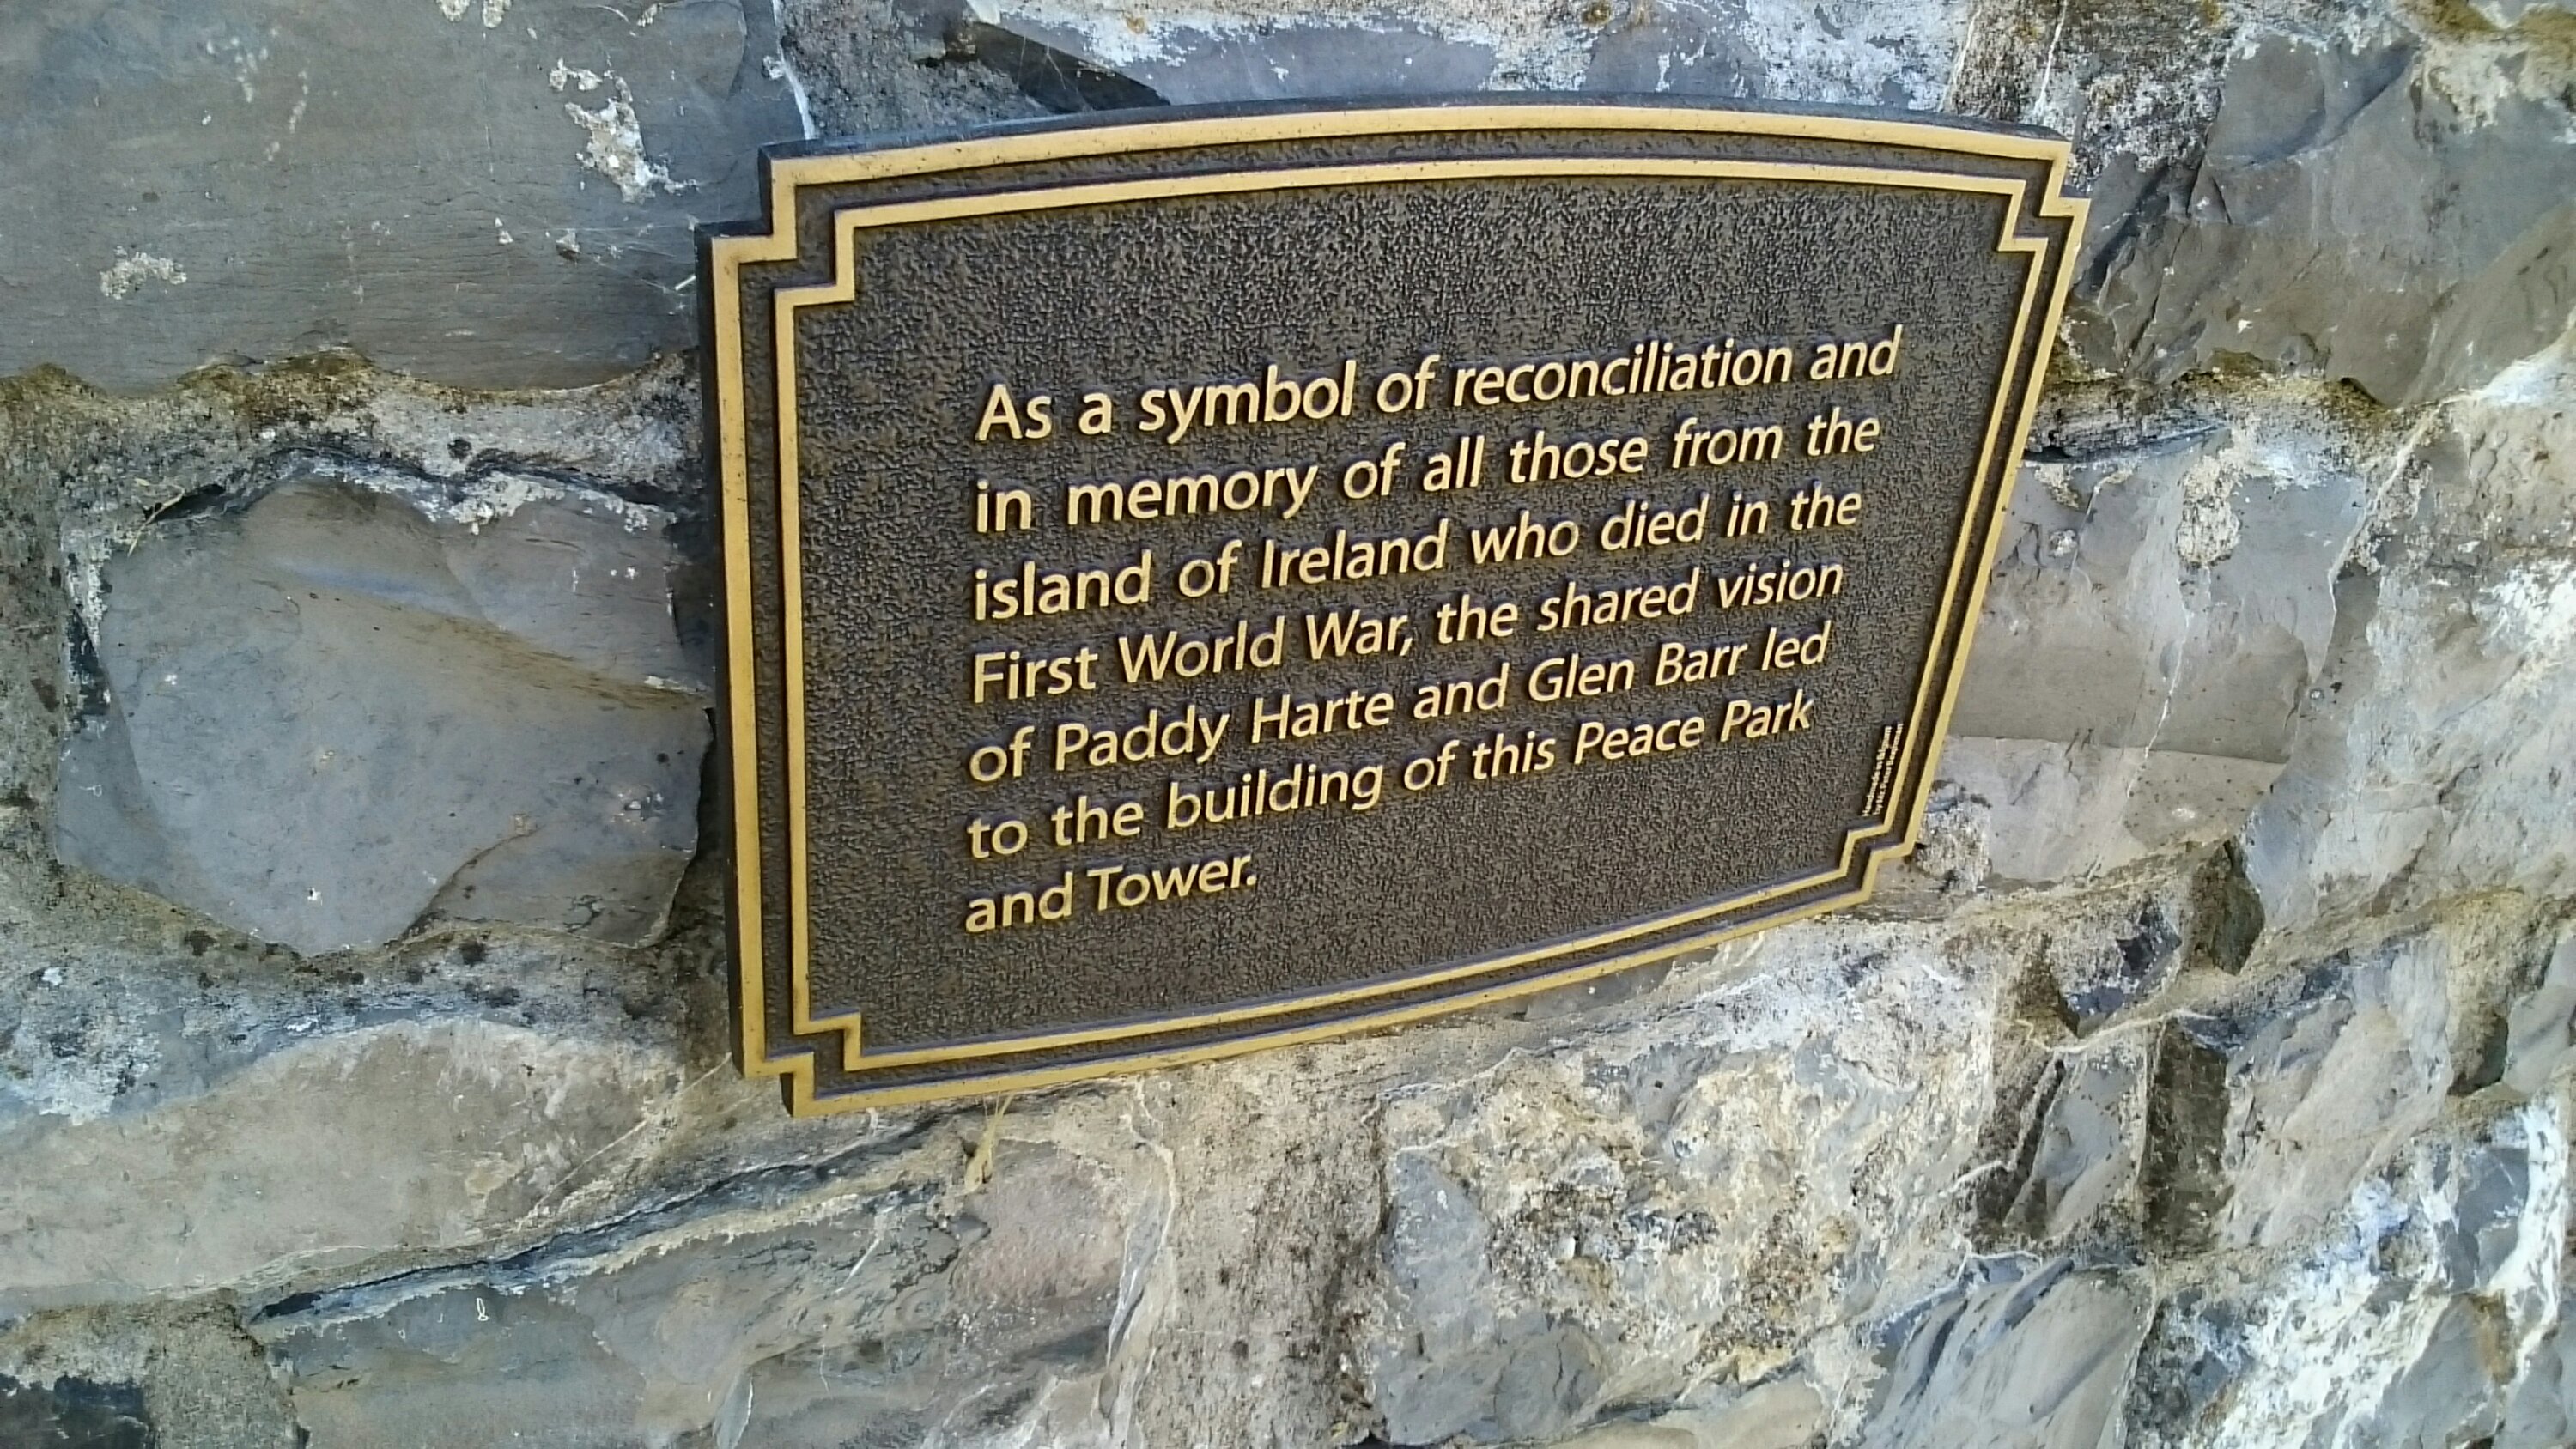 As a symbol of reconciliation and
in memory of all those from the
island of Ireland who died in the
First World War, the shared vision
of Paddy Harte and Glen Barr led
to the building of this Peace Park
and Tower.